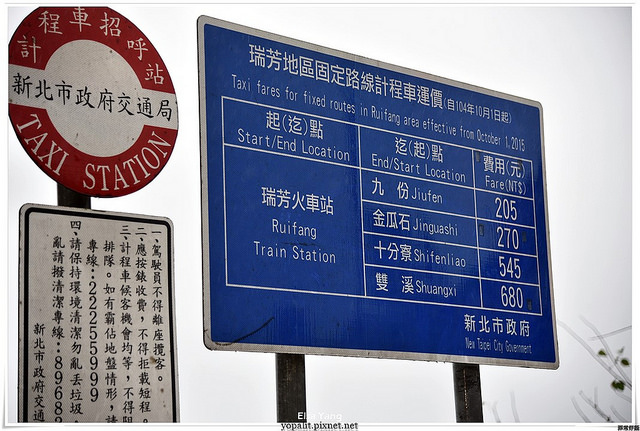 計程車招呼站
新北市政府交通局
TAXI STATION
一、駕駛員不得離座攬客。
二、應按錶收費，不得拒載短程。
三、計程車候客機會均等，不得阻
排隊。如有霸佔地盤情形，請
專線：22255999
四、請保持環境清潔勿亂丟垃圾
亂請撥清潔專線：89682
新北市政府交通
瑞芳地區固定路線計程車運價(自104年10月1日起)
Taxi fares for fixed routes in Ruifang area effective from October 1,2015
起(迄)點
Start/End Location
迄(起)點
End/Start Location
費用(元)
Fare(NT$)
瑞芳火車站
Ruifang
Train Station
九 份 Jiufen
205
金瓜石 Jinguashi
270
十分寮 Shifenliao
545
雙 溪 Shuangxi
680
新北市政府
New Taipei City Government
yopalit.pixnet.net